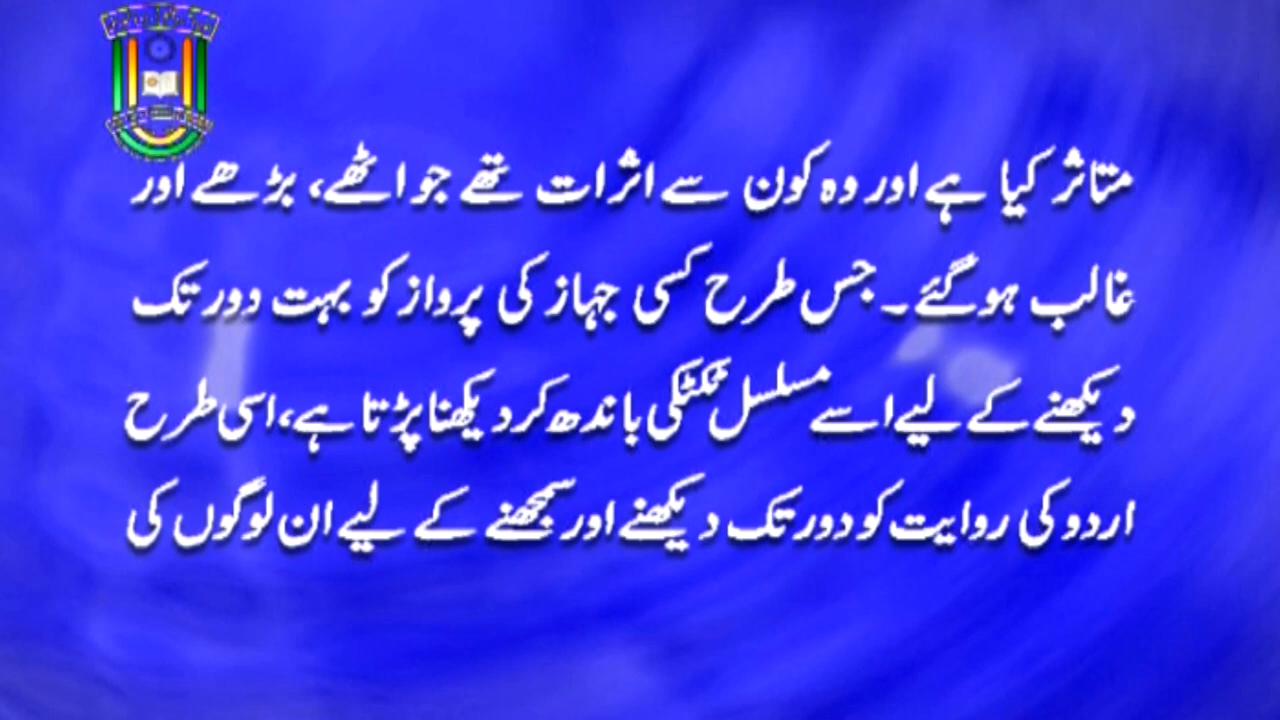 متاثر کیا ہے اور وہ کون سے اثرات تھے جو اٹھے، بڑھے اور
غالب ہوگئے۔ جس طرح کسی جہاز کی پرواز کو بہت دور تک
دیکھنے کے لیے اسے مسلسل ٹکٹکی باندھ کر دیکھنا پڑتا ہے، اسی طرح
اردو کی روایت کو دور تک دیکھنے اور سمجھنے کے لیے ان لوگوں کی